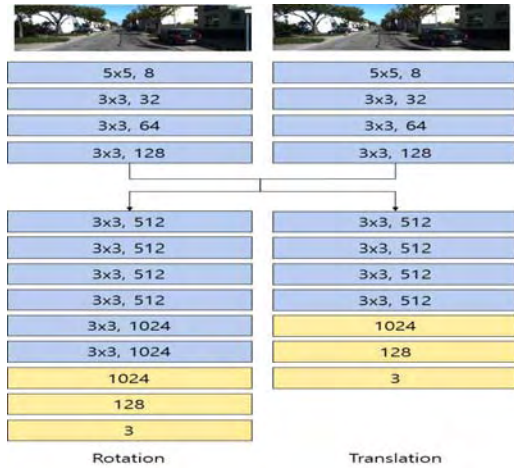 5x5, 8
5x5, 8
3x3, 32
3x3, 32
3x3, 64
3x3, 64
3x3, 128
3x3, 128
3x3, 512
3x3, 512
3x3, 512
3x3, 512
3x3, 512
3x3, 512
3x3, 512
3x3, 512
3x3, 1024
1024
3x3, 1024
128
1024
3
128
3
Rotation
Translation